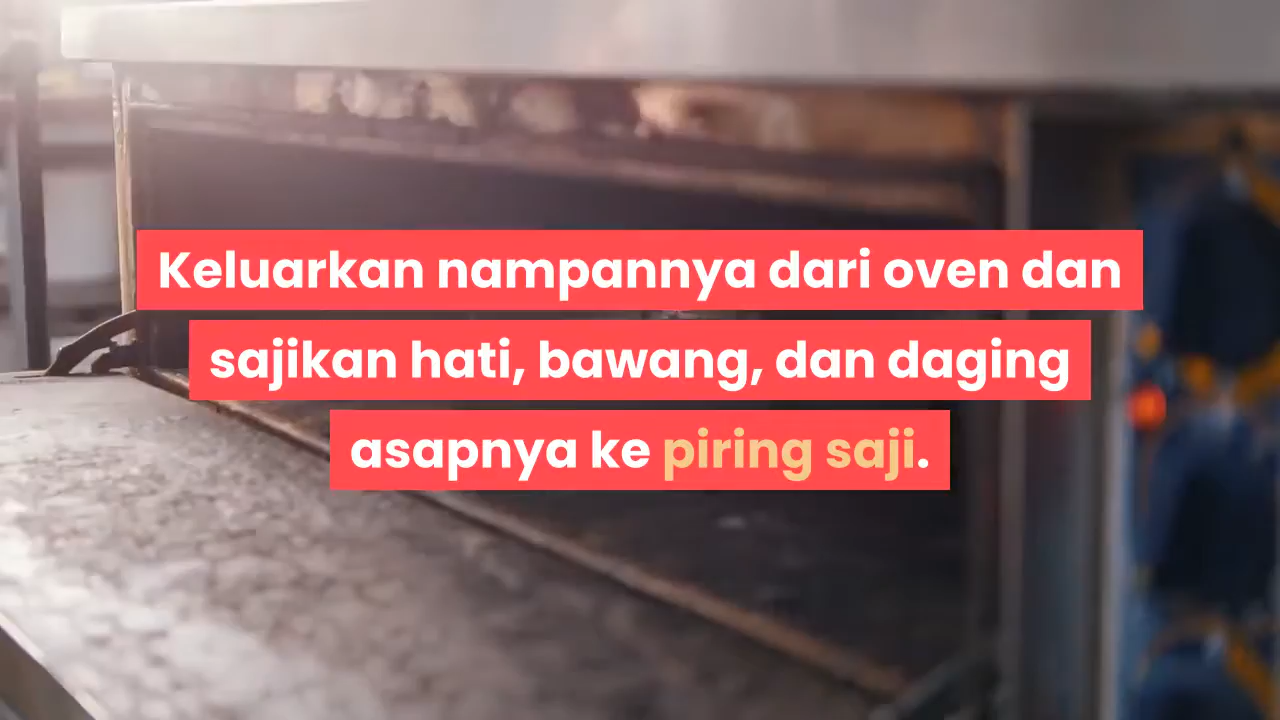 Keluarkan nampannya dari oven dan
sajikan hati, bawang, dan daging
asapnya ke piring saji.